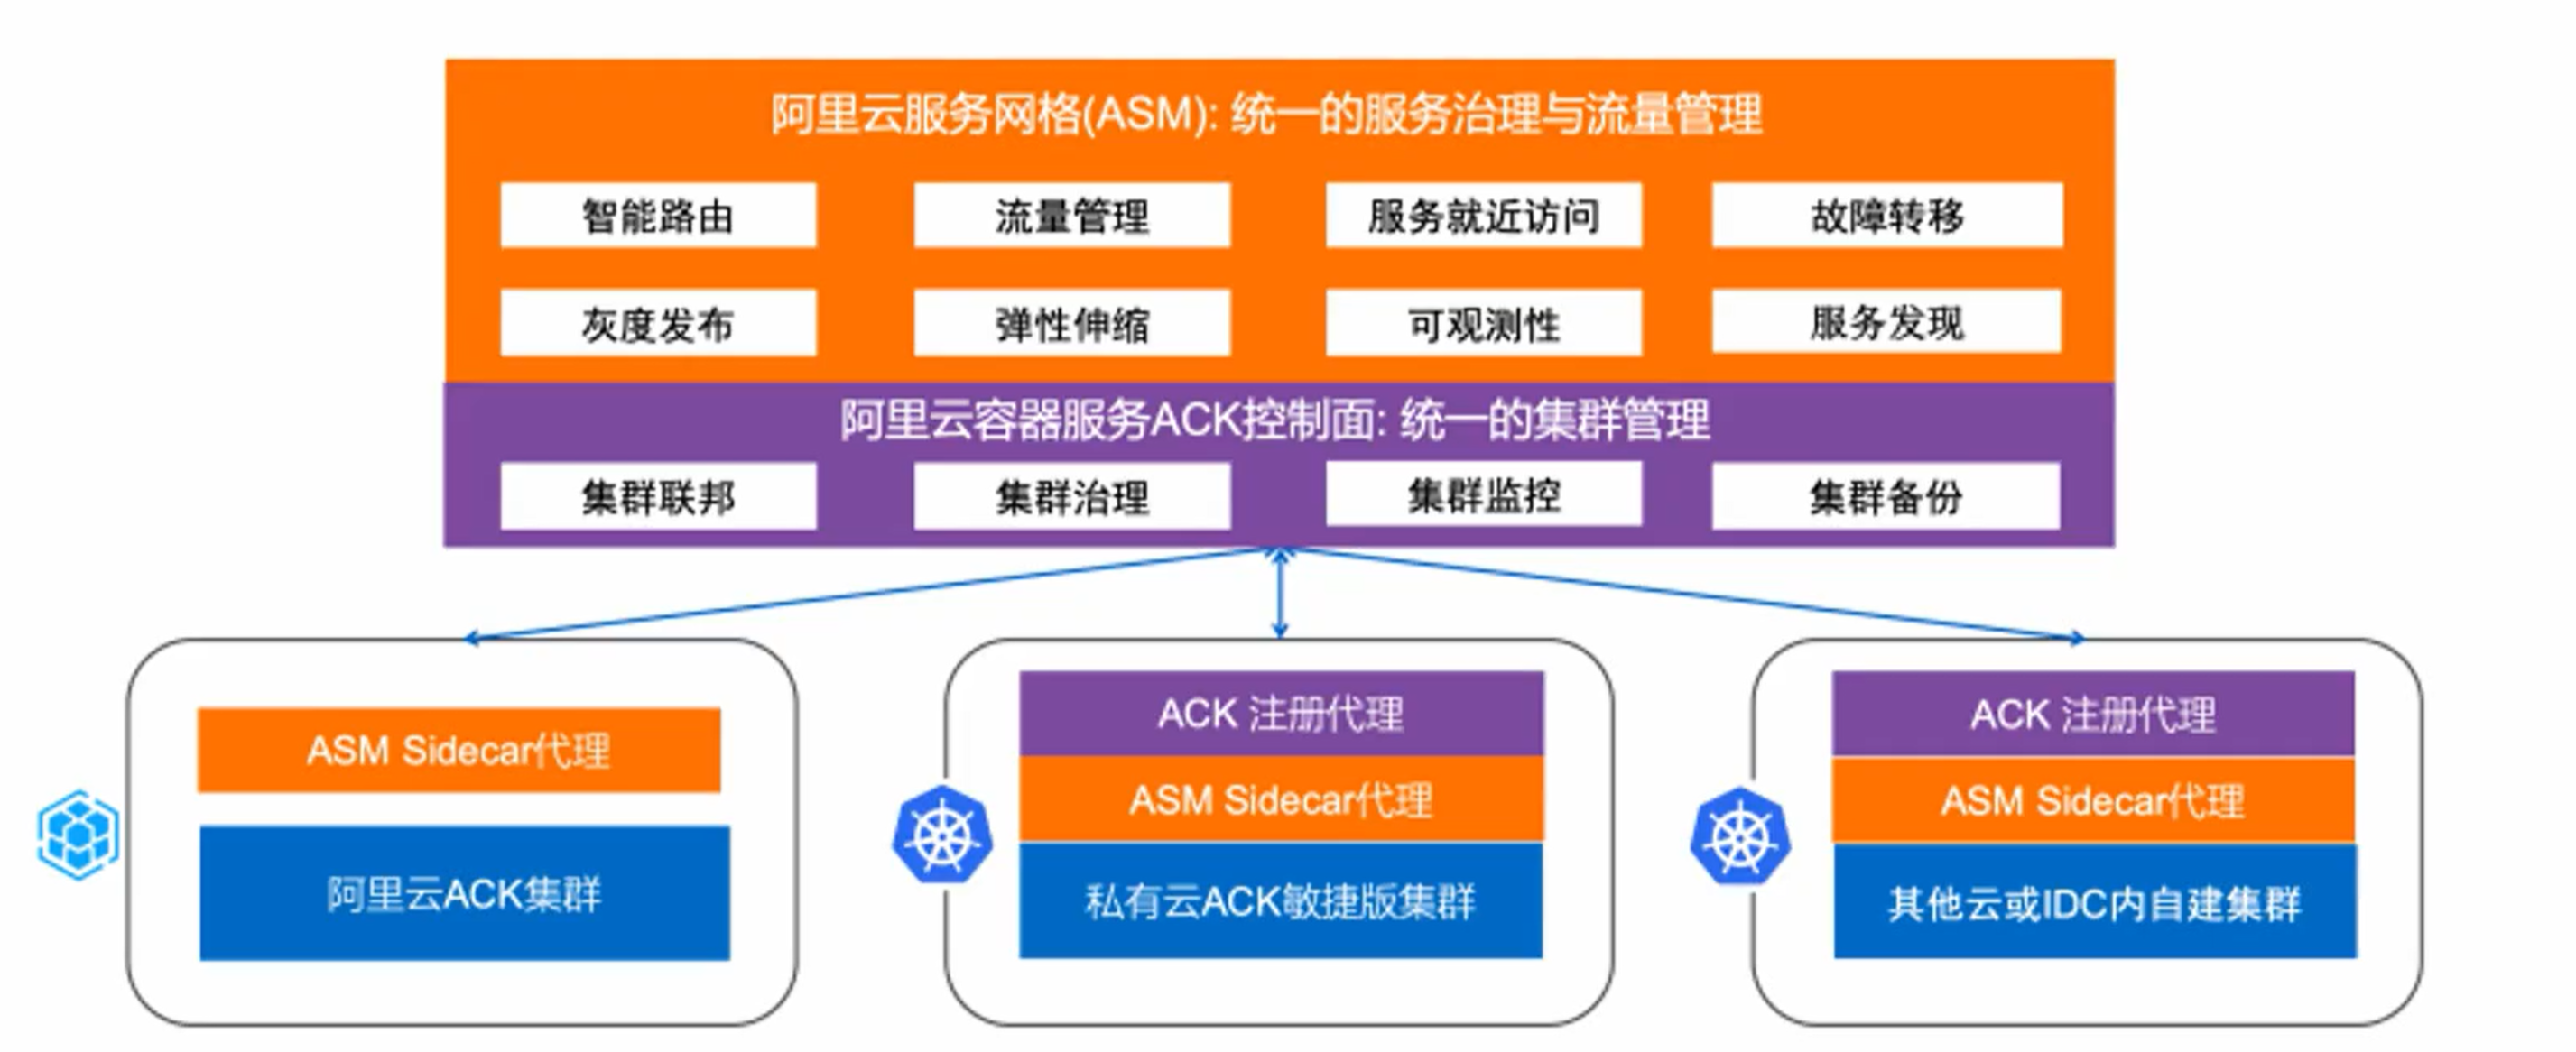 阿里云服务网格(ASM): 统一的服务治理与流量管理
智能路由
流量管理
服务就近访问
故障转移
灰度发布
弹性伸缩
可观测性
服务发现
阿里云容器服务ACK控制面: 统一的集群管理
集群联邦
集群治理
集群监控
集群备份
ASM Sidecar代理
阿里云ACK集群
ACK 注册代理
ASM Sidecar代理
私有云ACK敏捷版集群
ACK 注册代理
ASM Sidecar代理
其他云或IDC内自建集群